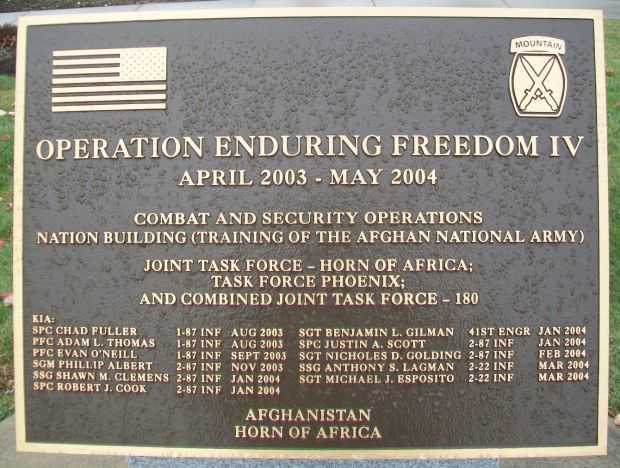 MOUNTAIN
OPERATION ENDURING FREEDOM IV
APRIL 2003 - MAY 2004
COMBAT AND SECURITY OPERATIONS
NATION BUILDING (TRAINING OF THE AFGHAN NATIONAL ARMY)
JOINT TASK FORCE – HORN OF AFRICA;
TASK FORCE PHOENIX;
AND COMBINED JOINT TASK FORCE – 180
KIA:
SPC CHAD FULLER 1-87 INF AUG 2003 SGT BENJAMIN L. GILMAN 41ST ENGR JAN 2004
PFC ADAM L. THOMAS 1-87 INF AUG 2003 SPC JUSTIN A. SCOTT 2-87 INF JAN 2004
PFC EVAN O'NEILL 1-87 INF SEPT 2003 SGT NICHOLES D. GOLDING 2-87 INF FEB 2004
SGM PHILLIP ALBERT 2-87 INF NOV 2003 SSG ANTHONY S. LAGMAN 2-22 INF MAR 2004
SSG SHAWN M. CLEMENS 2-87 INF JAN 2004 SGT MICHAEL J. ESPOSITO 2-22 INF MAR 2004
SPC ROBERT J. COOK 2-87 INF JAN 2004
AFGHANISTAN
HORN OF AFRICA